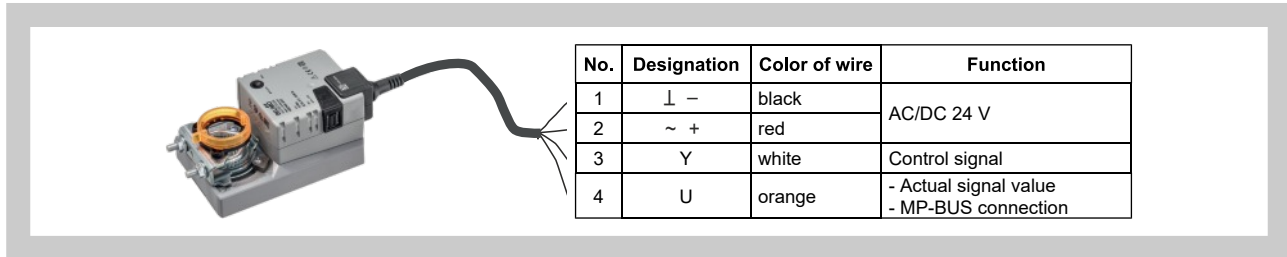 No. Designation Color of wire Function
1 ⊥ − black AC/DC 24 V
2 ~ + red
3 Y white Control signal
4 U orange - Actual signal value
- MP-BUS connection